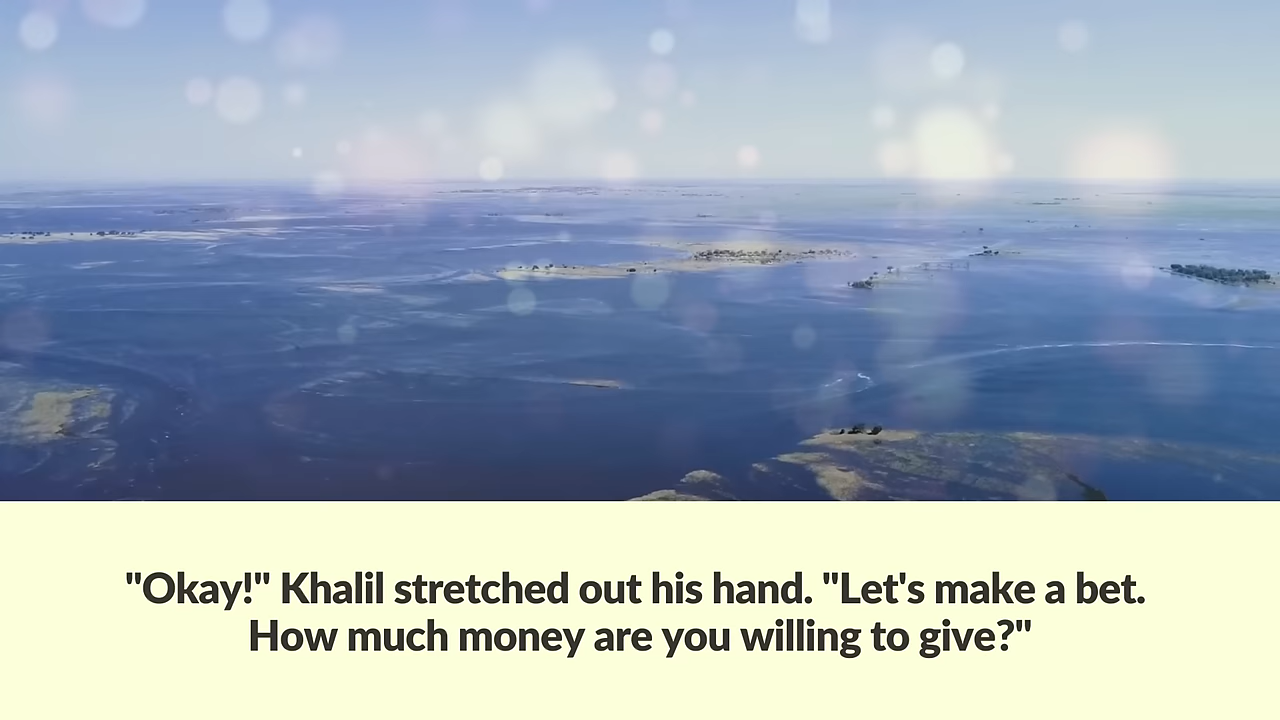 "Okay!" Khalil stretched out his hand. "Let's make a bet.
How much money are you willing to give?"